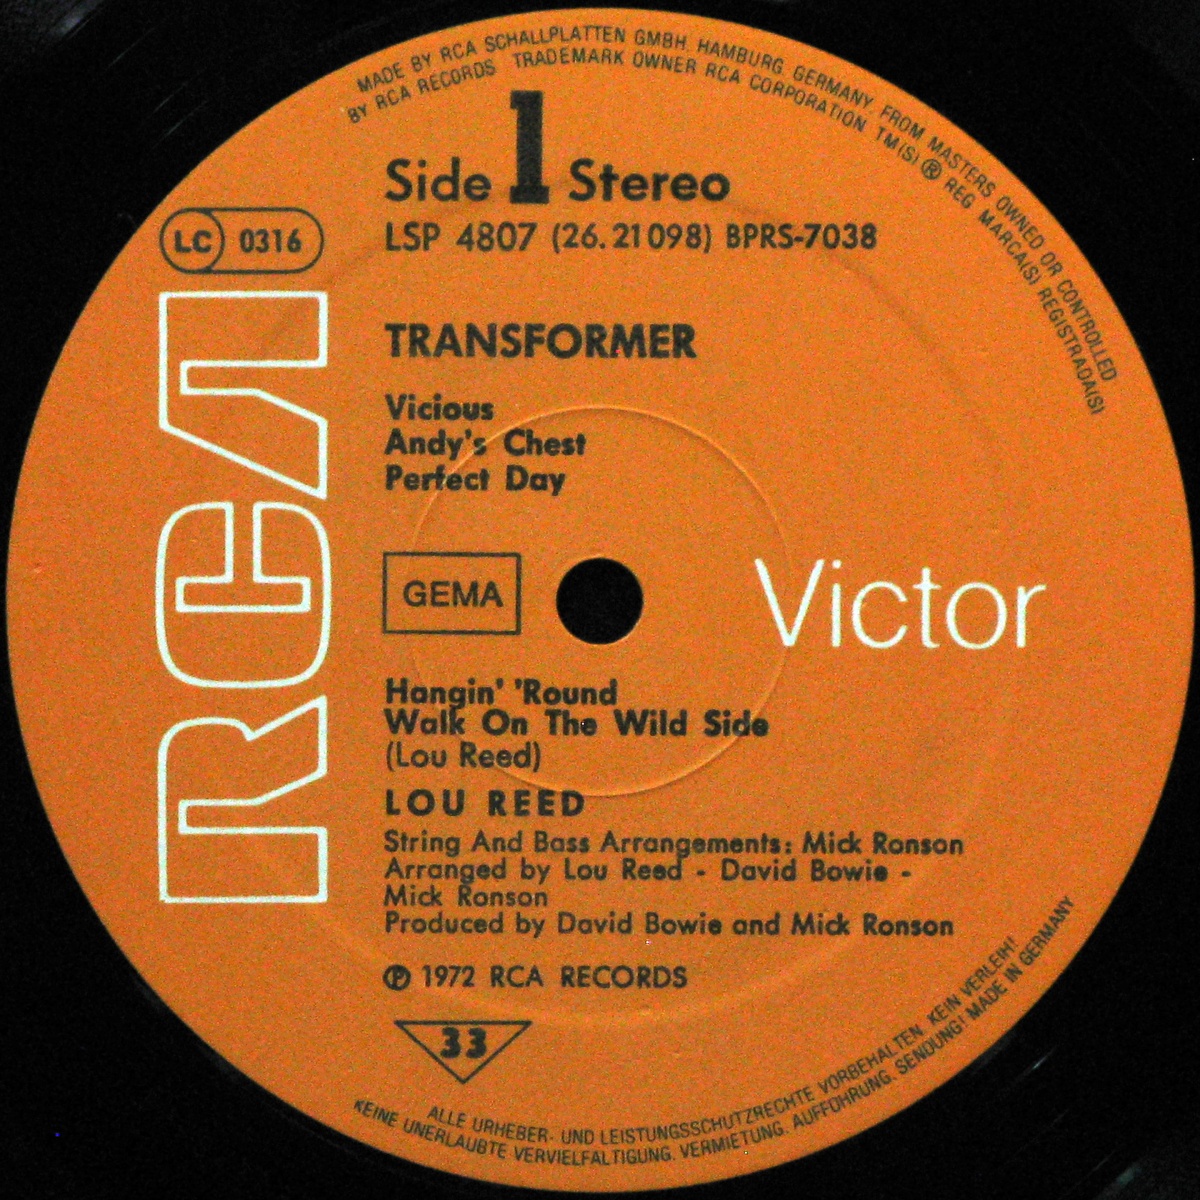 MADE BY RCA SCHALLPLATTEN GMBH. HAMBURG. GERMANY. FROM MASTERS OWNED OR CONTROLLED
BY RCA RECORDS TRADEMARK OWNER RCA CORPORATION TM(S) ® REG MARCA(S) REGISTRADA(S)
Side 1 Stereo
LC 0316
LSP 4807 (26.21098) BPRS-7038
TRANSFORMER
Vicious
Andy's Chest
Perfect Day
RCA
GEMA
Victor
Hangin' 'Round
Walk On The Wild Side
(Lou Reed)
LOU REED
String And Bass Arrangements: Mick Ronson
Arranged by Lou Reed - David Bowie -
Mick Ronson
Produced by David Bowie and Mick Ronson
℗ 1972 RCA RECORDS
33
ALLE URHEBER- UND LEISTUNGSSCHUTZRECHTE VORBEHALTEN. KEIN VERLEIH!
KEINE UNERLAUBTE VERVIELFALTIGUNG. VERMIETUNG. AUFFÜHRUNG. SENDUNG! MADE IN GERMANY